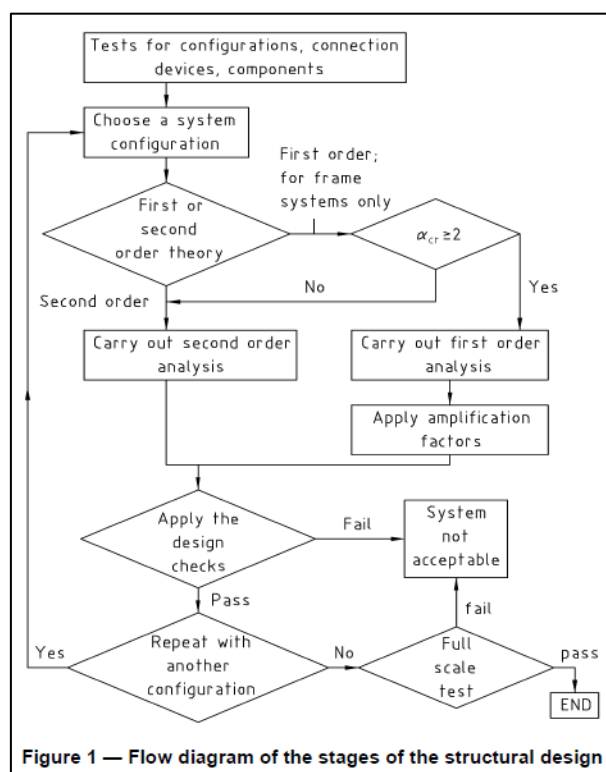 Tests for configurations, connection
devices, components
Choose a system
configuration
First order;
for frame
systems only
First or
second
order theory
αcr≥2
No
Second order
Yes
Carry out second order
analysis
Carry out first order
analysis
Apply amplification
factors
Apply the
design
checks
Fail
System
not
acceptable
Pass
fail
Yes
Repeat with
another
configuration
No
Full
scale
test
pass
END
Figure 1 — Flow diagram of the stages of the structural design